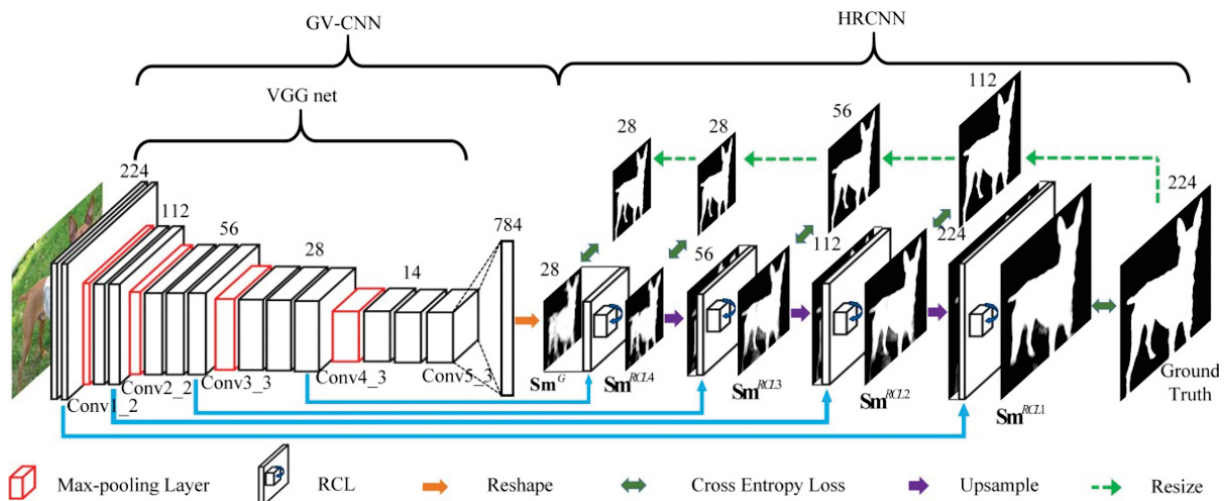 GV-CNN
HRCNN
VGG net
224
112
56
28
14
784
28
28
56
112
224
28
56
112
224
Conv1_2
Conv2_2
Conv3_3
Conv4_3
Conv5_3
Sm^G
Sm^RCL4
Sm^RCL3
Sm^RCL2
Sm^RCL1
Ground
Truth
Max-pooling Layer
RCL
Reshape
Cross Entropy Loss
Upsample
Resize